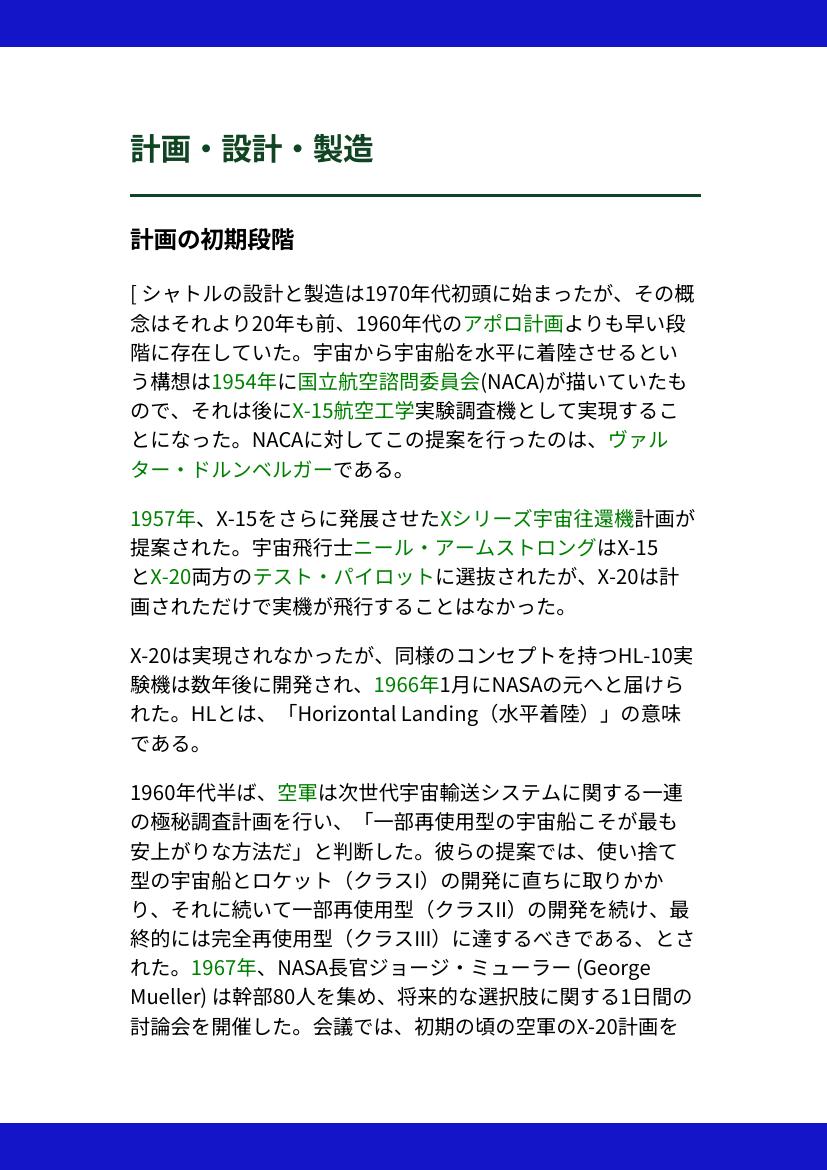 計画・設計・製造
計画の初期段階
[ シャトルの設計と製造は1970年代初頭に始まったが、その概
念はそれより20年も前、1960年代のアポロ計画よりも早い段
階に存在していた。宇宙から宇宙船を水平に着陸させるとい
う構想は1954年に国立航空諮問委員会(NACA)が描いていたも
ので、それは後にX-15航空工学実験調査機として実現するこ
とになった。NACAに対してこの提案を行ったのは、ヴァル
ター・ドルンベルガーである。
1957年、X-15をさらに発展させたXシリーズ宇宙往還機計画が
提案された。宇宙飛行士ニール・アームストロングはX-15
とX-20両方のテスト・パイロットに選抜されたが、X-20は計
画されただけで実機が飛行することはなかった。
X-20は実現されなかったが、同様のコンセプトを持つHL-10実
験機は数年後に開発され、1966年1月にNASAの元へと届けら
れた。HLとは、「Horizontal Landing（水平着陸）」の意味
である。
1960年代半ば、空軍は次世代宇宙輸送システムに関する一連
の極秘調査計画を行い、「一部再使用型の宇宙船こそが最も
安上がりな方法だ」と判断した。彼らの提案では、使い捨て
型の宇宙船とロケット（クラスI）の開発に直ちに取りかか
り、それに続いて一部再使用型（クラスII）の開発を続け、最
終的には完全再使用型（クラスIII）に達するべきである、とさ
れた。1967年、NASA長官ジョージ・ミューラー (George
Mueller) は幹部80人を集め、将来的な選択肢に関する1日間の
討論会を開催した。会議では、初期の頃の空軍のX-20計画を